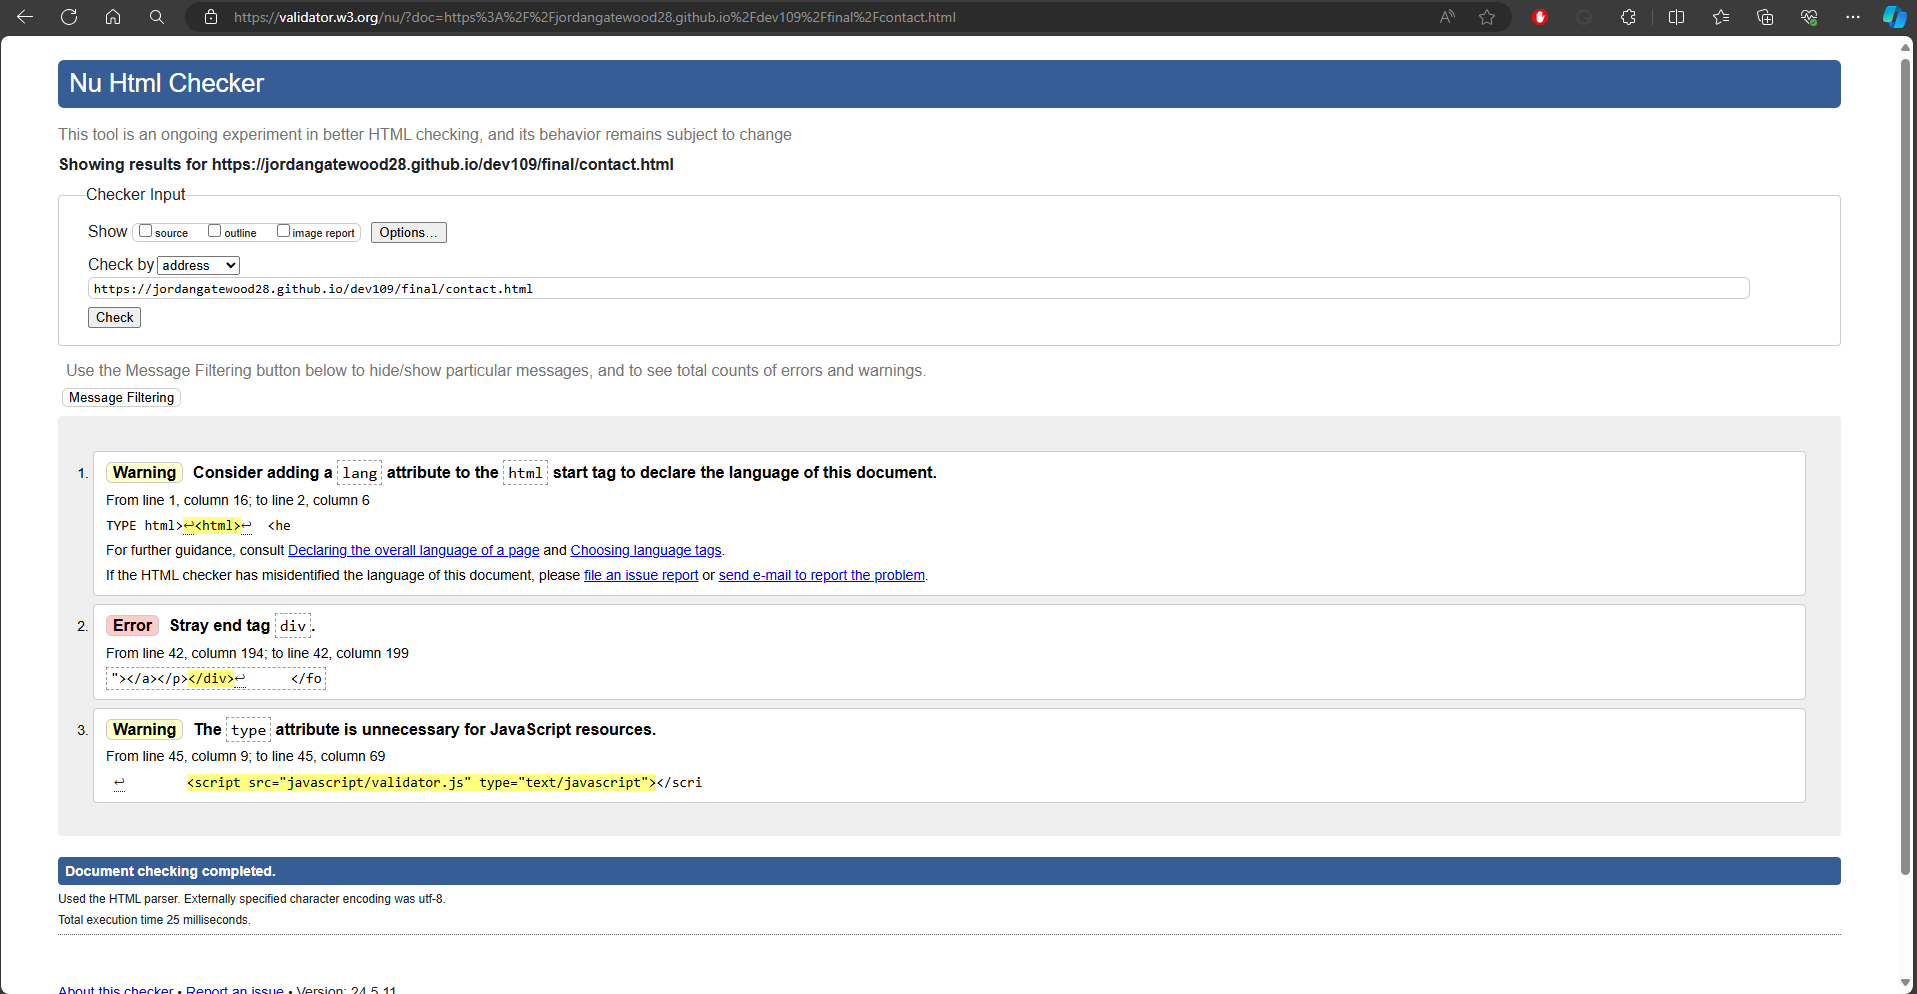 https://validator.w3.org/nu/?doc=https%3A%2F%2Fjordangatewood28.github.io%2Fdev109%2Ffinal%2Fcontact.html
Nu Html Checker
This tool is an ongoing experiment in better HTML checking, and its behavior remains subject to change
Showing results for https://jordangatewood28.github.io/dev109/final/contact.html
Checker Input
Show source outline image report Options...
Check by address
https://jordangatewood28.github.io/dev109/final/contact.html
Check
Use the Message Filtering button below to hide/show particular messages, and to see total counts of errors and warnings.
Message Filtering
1. Warning Consider adding a lang attribute to the html start tag to declare the language of this document.
From line 1, column 16; to line 2, column 6
TYPE html>↩<html>↩  <he
For further guidance, consult Declaring the overall language of a page and Choosing language tags.
If the HTML checker has misidentified the language of this document, please file an issue report or send e-mail to report the problem.
2. Error Stray end tag div.
From line 42, column 194; to line 42, column 199
"></a></p></div>↩      </fo
3. Warning The type attribute is unnecessary for JavaScript resources.
From line 45, column 9; to line 45, column 69
↩        <script src="javascript/validator.js" type="text/javascript"></scri
Document checking completed.
Used the HTML parser. Externally specified character encoding was utf-8.
Total execution time 25 milliseconds.
About this checker • Report an issue • Version: 24.5.11